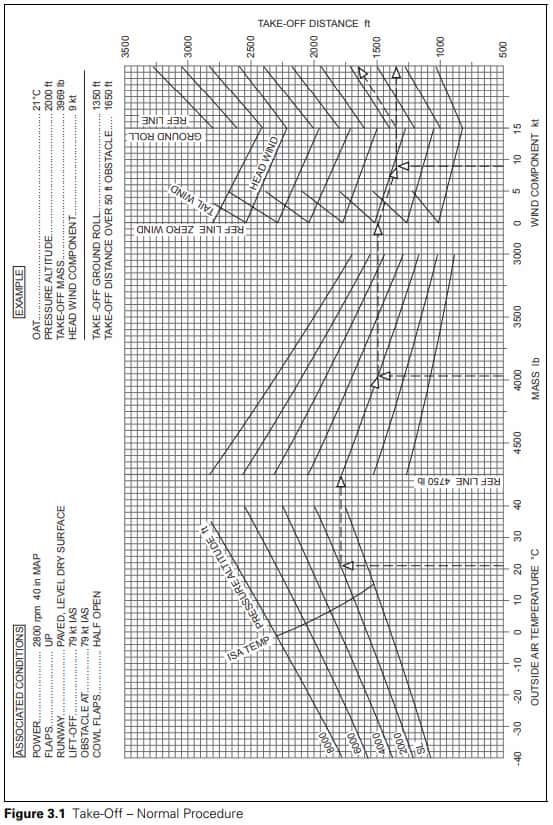 TAKE-OFF DISTANCE ft
3500 3000 2500 2000 1500 1000 500
EXAMPLE
OAT 21°C
PRESSURE ALTITUDE 2000 ft
TAKE-OFF MASS 3969 lb
HEAD WIND COMPONENT 9 kt
TAKE-OFF GROUND ROLL 1350 ft
TAKE-OFF DISTANCE OVER 50 ft OBSTACLE 1650 ft
GROUND ROLL
REF LINE
HEAD WIND
TAIL WIND
REF LINE ZERO WIND
0 5 10 15
WIND COMPONENT kt
4500 4000 3500 3000
MASS lb
REF LINE 4750 lb
ASSOCIATED CONDITIONS
POWER 2800 rpm 40 in MAP
FLAPS UP
RUNWAY PAVED, LEVEL DRY SURFACE
LIFT-OFF 79 kt IAS
OBSTACLE AT 79 kt IAS
COWL FLAPS HALF OPEN
PRESSURE ALTITUDE ft
ISA TEMP
8000
6000
4000
2000
SL
-40 -30 -20 -10 0 10 20 30 40
OUTSIDE AIR TEMPERATURE °C
Figure 3.1 Take-Off – Normal Procedure